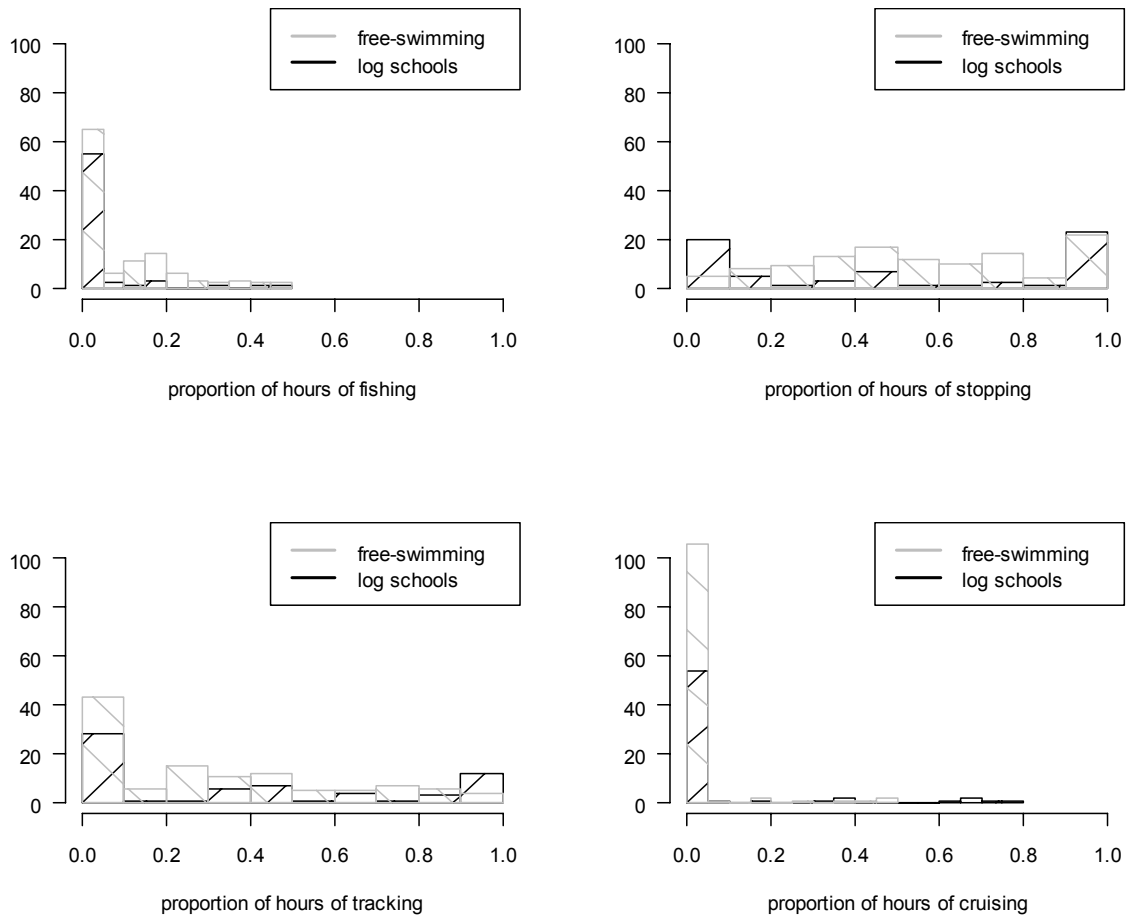 free-swimming
log schools
100
80
60
40
20
0
0.0 0.2 0.4 0.6 0.8 1.0
proportion of hours of fishing
free-swimming
log schools
100
80
60
40
20
0
0.0 0.2 0.4 0.6 0.8 1.0
proportion of hours of stopping
free-swimming
log schools
100
80
60
40
20
0
0.0 0.2 0.4 0.6 0.8 1.0
proportion of hours of tracking
free-swimming
log schools
100
80
60
40
20
0
0.0 0.2 0.4 0.6 0.8 1.0
proportion of hours of cruising